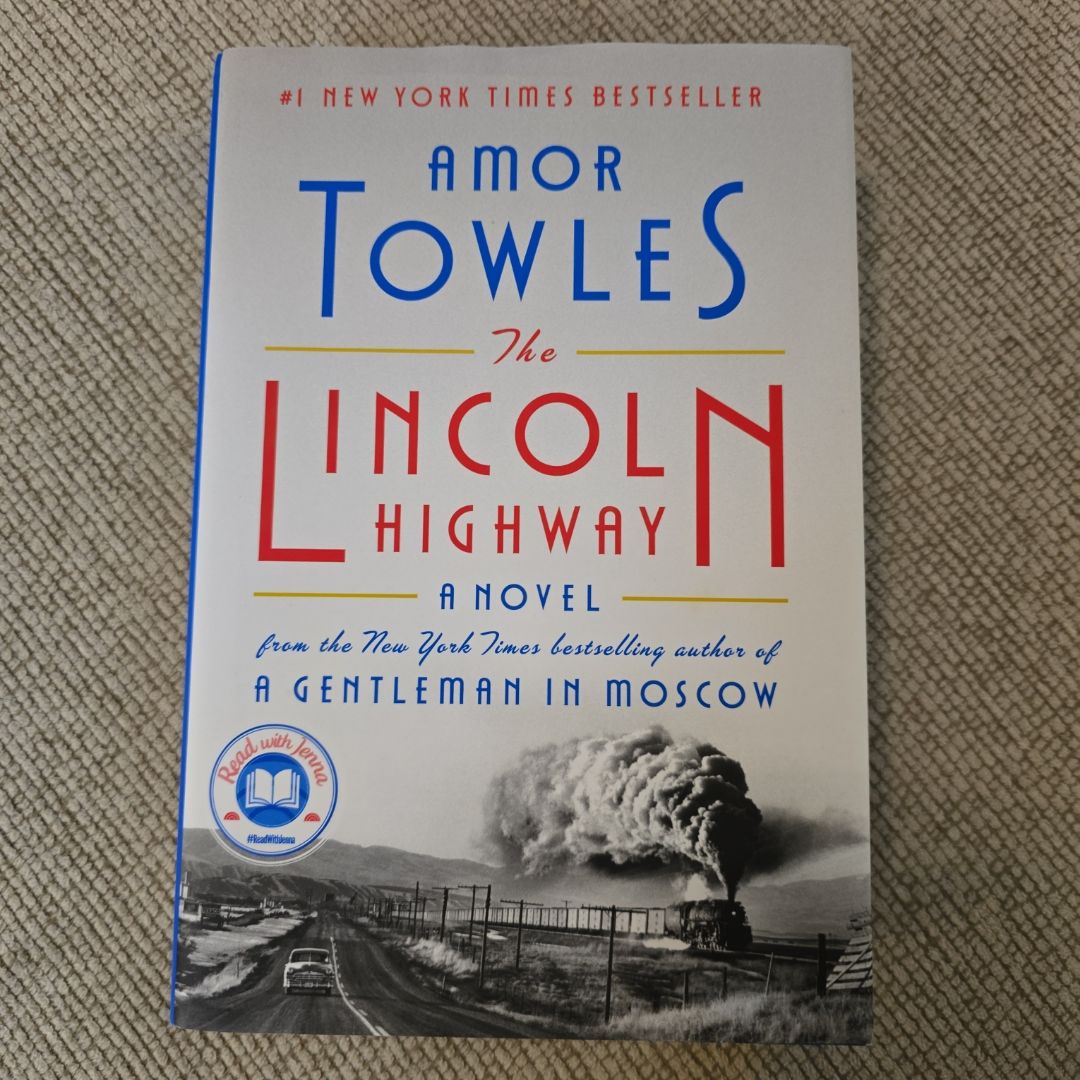 #1 NEW YORK TIMES BESTSELLER
AMOR
TOWLES
The
LINCOLN
HIGHWAY
A NOVEL
from the New York Times bestselling author of
A GENTLEMAN IN MOSCOW
Read with Jenna
#ReadWithJenna